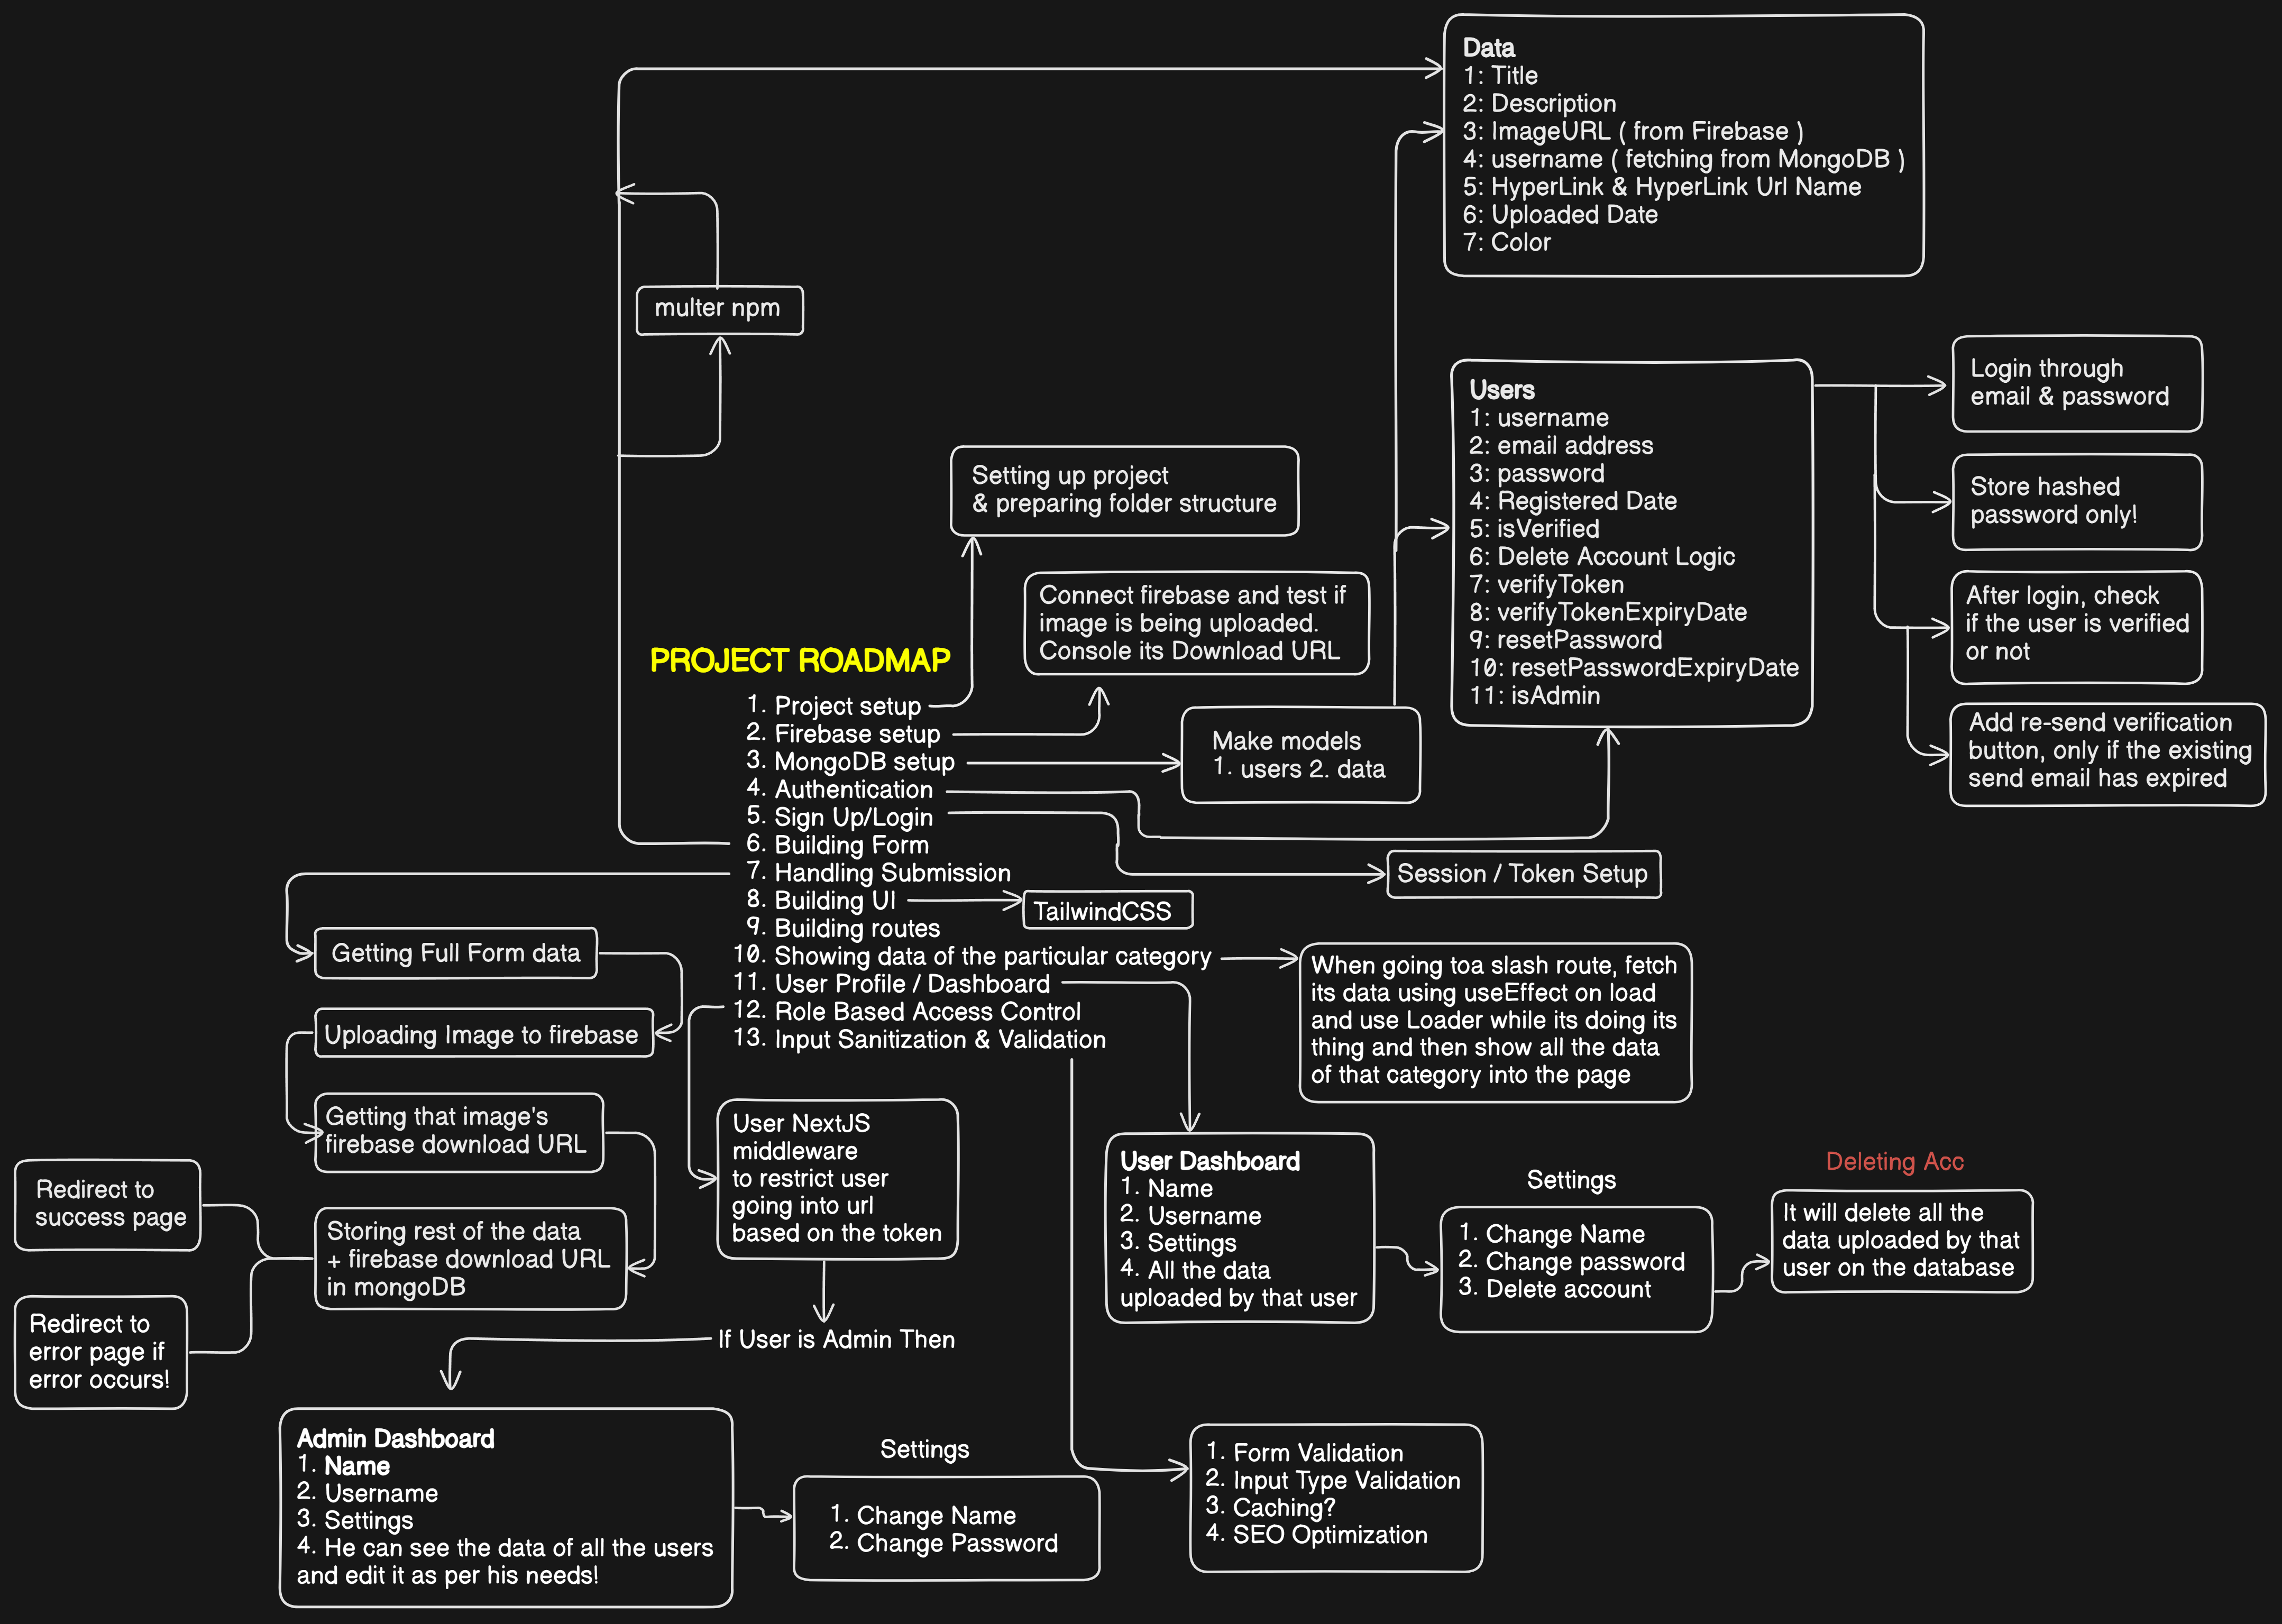 Data
1: Title
2: Description
3: ImageURL ( from Firebase )
4: username ( fetching from MongoDB )
5: HyperLink & HyperLink Url Name
6: Uploaded Date
7: Color
multer npm
Users
1: username
2: email address
3: password
4: Registered Date
5: isVerified
6: Delete Account Logic
7: verifyToken
8: verifyTokenExpiryDate
9: resetPassword
10: resetPasswordExpiryDate
11: isAdmin
Login through
email & password
Store hashed
password only!
After login, check
if the user is verified
or not
Add re-send verification
button, only if the existing
send email has expired
Setting up project
& preparing folder structure
Connect firebase and test if
image is being uploaded.
Console its Download URL
Make models
1. users 2. data
PROJECT ROADMAP
1. Project setup
2. Firebase setup
3. MongoDB setup
4. Authentication
5. Sign Up/Login
6. Building Form
7. Handling Submission
8. Building UI
9. Building routes
10. Showing data of the particular category
11. User Profile / Dashboard
12. Role Based Access Control
13. Input Sanitization & Validation
Session / Token Setup
TailwindCSS
When going toa slash route, fetch
its data using useEffect on load
and use Loader while its doing its
thing and then show all the data
of that category into the page
Getting Full Form data
Uploading Image to firebase
Getting that image's
firebase download URL
Storing rest of the data
+ firebase download URL
in mongoDB
Redirect to
success page
Redirect to
error page if
error occurs!
User NextJS
middleware
to restrict user
going into url
based on the token
If User is Admin Then
User Dashboard
1. Name
2. Username
3. Settings
4. All the data
uploaded by that user
Settings
1. Change Name
2. Change password
3. Delete account
Deleting Acc
It will delete all the
data uploaded by that
user on the database
Admin Dashboard
1. Name
2. Username
3. Settings
4. He can see the data of all the users
and edit it as per his needs!
Settings
1. Change Name
2. Change Password
1. Form Validation
2. Input Type Validation
3. Caching?
4. SEO Optimization